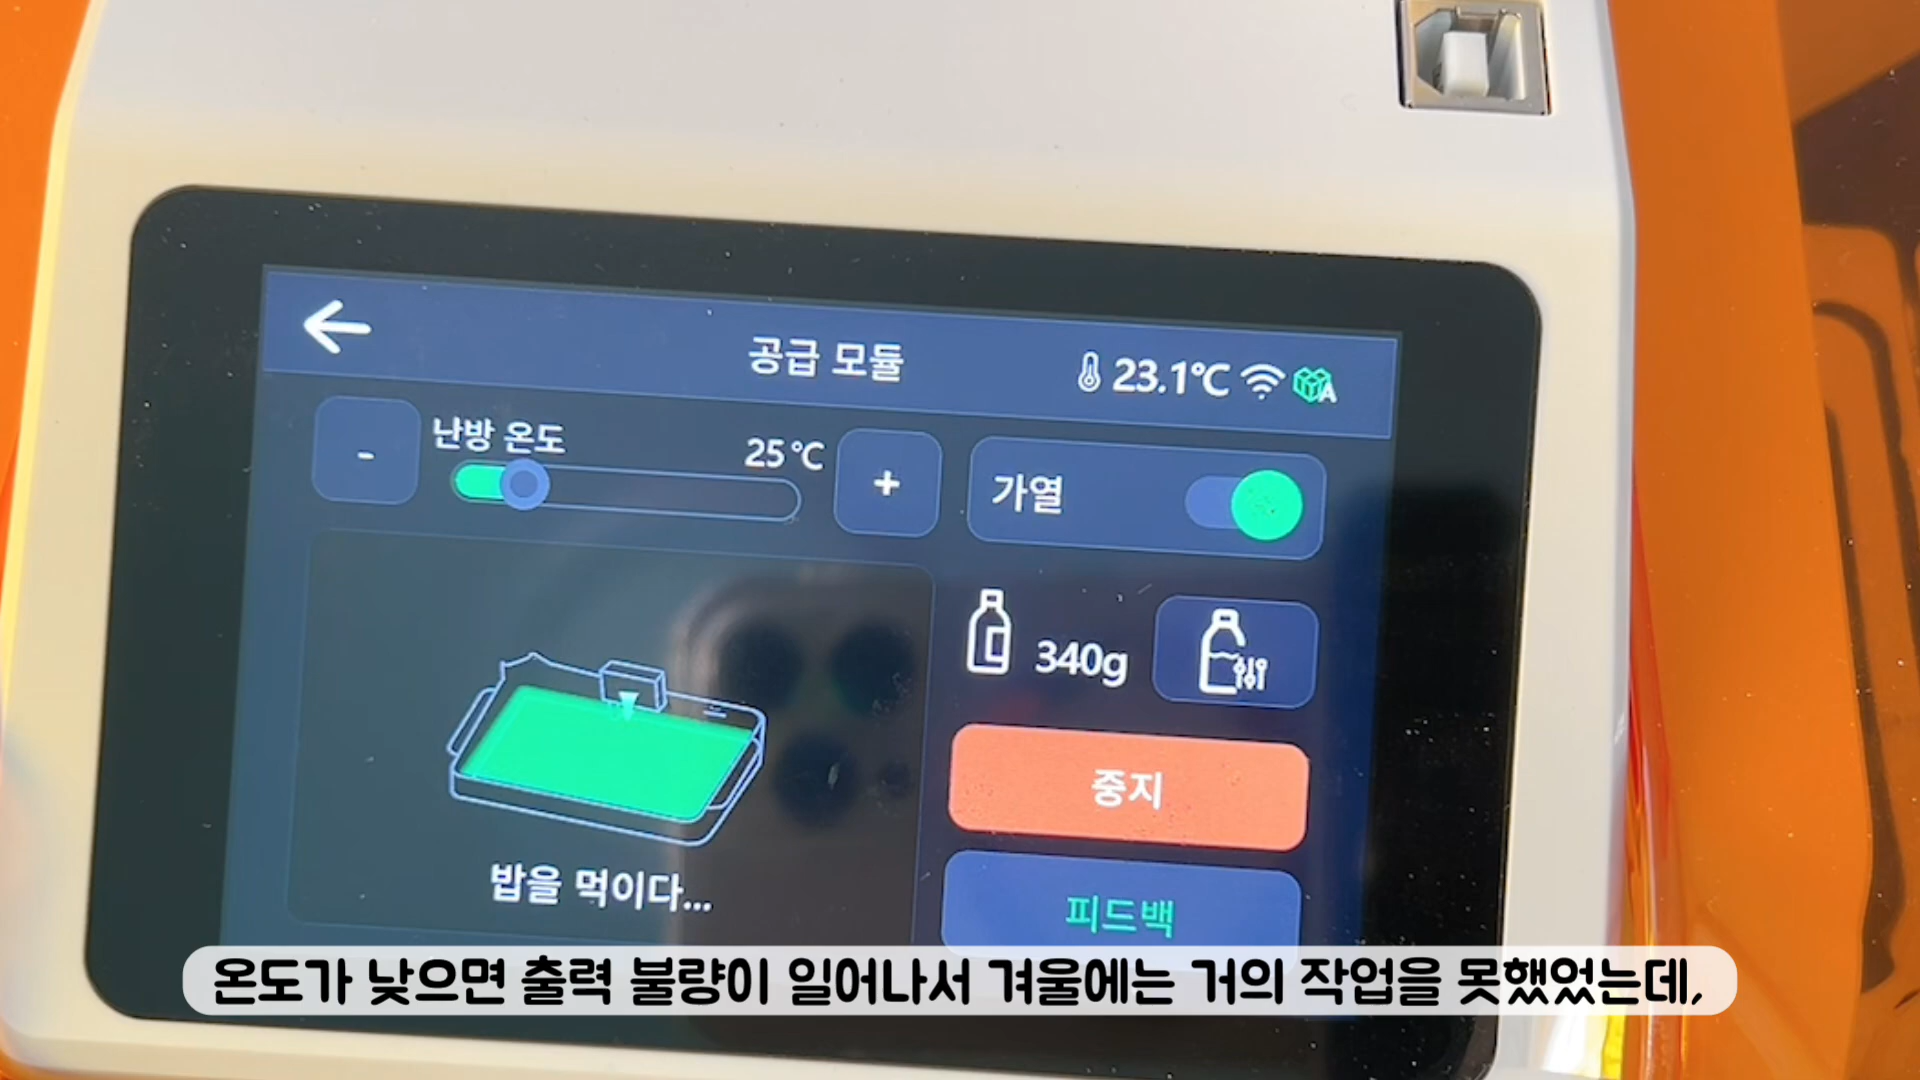 공급 모듈
23.1℃
A
-
난방 온도
25℃
+
가열
340g
중지
밥을 먹이다...
피드백
온도가 낮으면 출력 불량이 일어나서 겨울에는 거의 작업을 못했었는데,